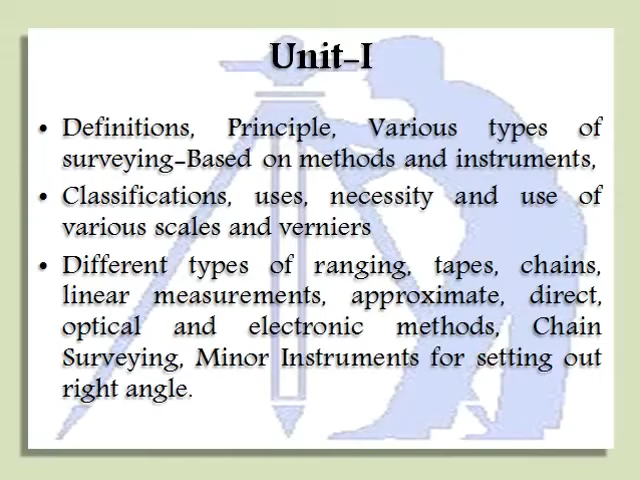 Unit-I
• Definitions, Principle, Various types of
surveying-Based on methods and instruments,
• Classifications, uses, necessity and use of
various scales and verniers
• Different types of ranging, tapes, chains,
linear measurements, approximate, direct,
optical and electronic methods, Chain
Surveying, Minor Instruments for setting out
right angle.